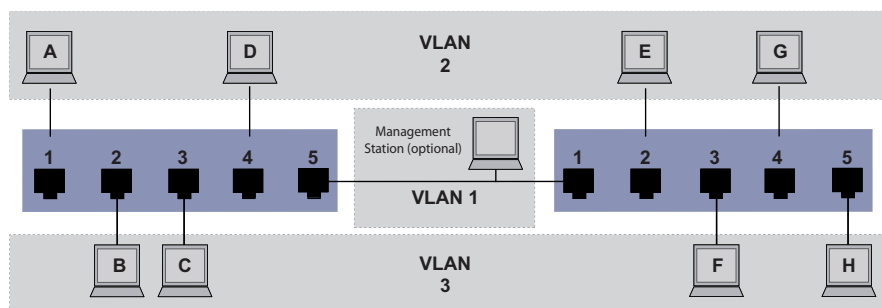 A
D
VLAN
2
E
G
1
2
3
4
5
Management
Station (optional)
VLAN 1
1
2
3
4
5
B
C
VLAN
3
F
H